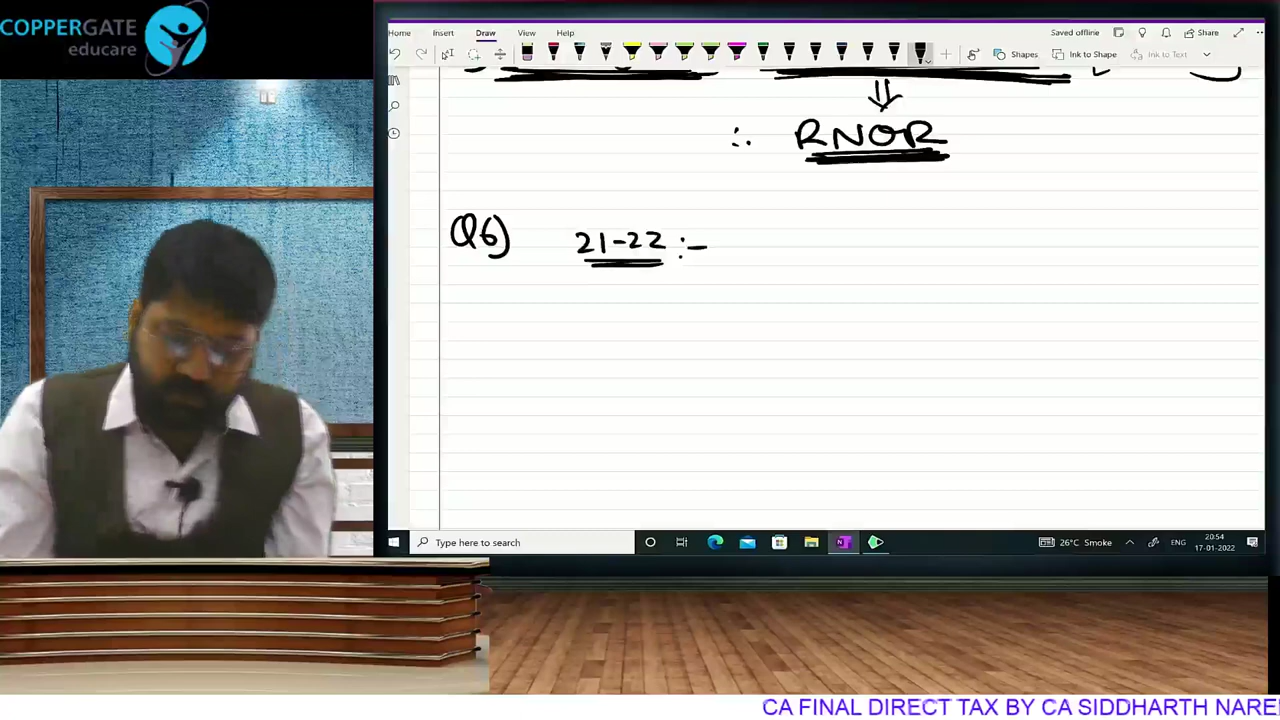 COPPERGATE
educare
Home Insert Draw View Help
Saved offline
Share
Shapes
Ink to Shape
Ink to Text
∴ RNOR
Q6) 21-22 :-
Type here to search
26°C Smoke
ENG
20:54
17-01-2022
CA FINAL DIRECT TAX BY CA SIDDHARTH NARE